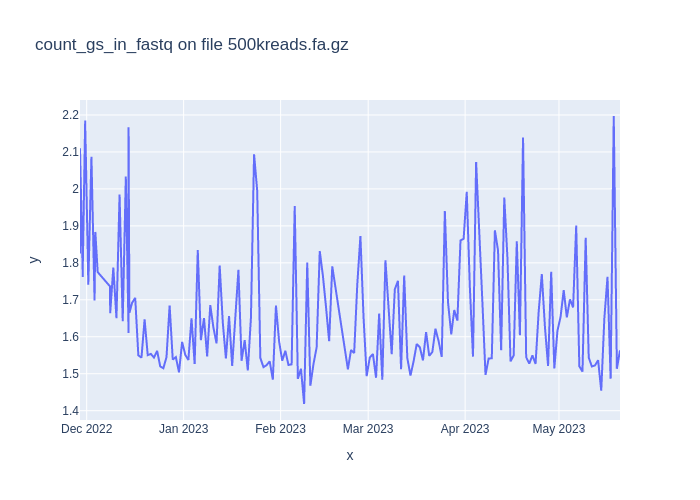 count_gs_in_fastq on file 500kreads.fa.gz
2.2
2.1
2
1.9
1.8
1.7
1.6
1.5
1.4
y
Dec 2022 Jan 2023 Feb 2023 Mar 2023 Apr 2023 May 2023
x